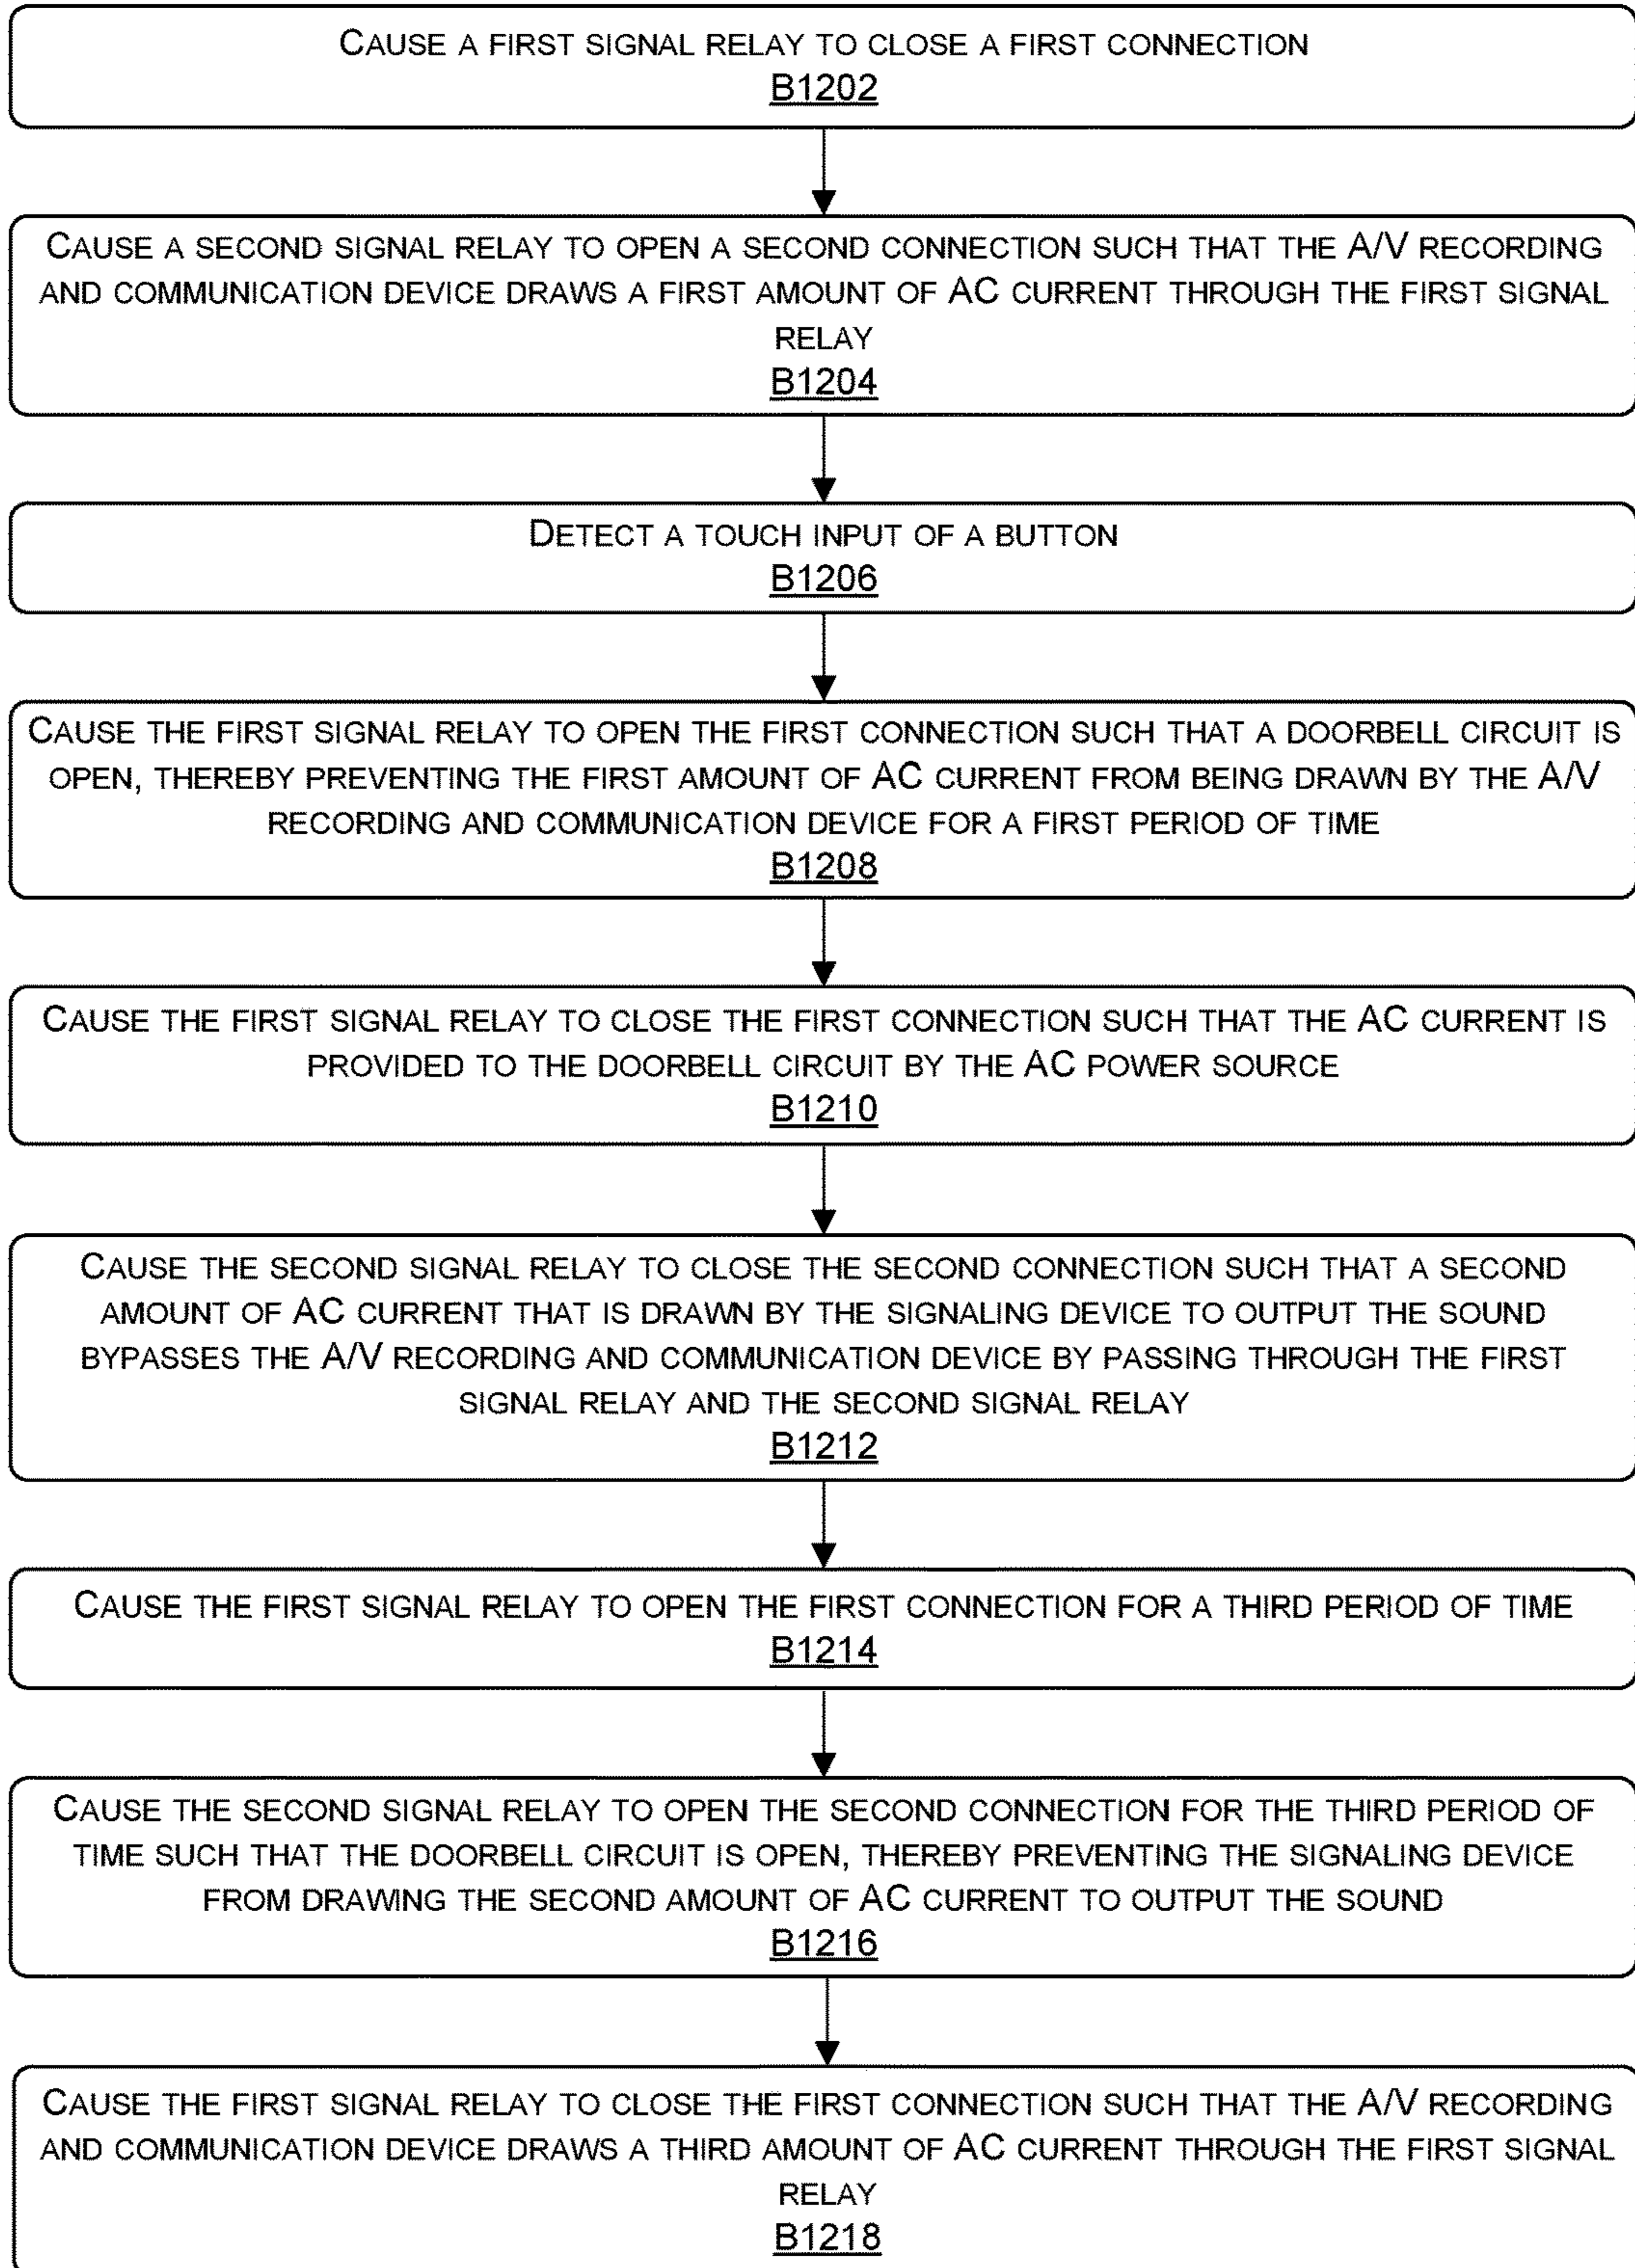 CAUSE A FIRST SIGNAL RELAY TO CLOSE A FIRST CONNECTION
B1202
CAUSE A SECOND SIGNAL RELAY TO OPEN A SECOND CONNECTION SUCH THAT THE A/V RECORDING
AND COMMUNICATION DEVICE DRAWS A FIRST AMOUNT OF AC CURRENT THROUGH THE FIRST SIGNAL
RELAY
B1204
DETECT A TOUCH INPUT OF A BUTTON
B1206
CAUSE THE FIRST SIGNAL RELAY TO OPEN THE FIRST CONNECTION SUCH THAT A DOORBELL CIRCUIT IS
OPEN, THEREBY PREVENTING THE FIRST AMOUNT OF AC CURRENT FROM BEING DRAWN BY THE A/V
RECORDING AND COMMUNICATION DEVICE FOR A FIRST PERIOD OF TIME
B1208
CAUSE THE FIRST SIGNAL RELAY TO CLOSE THE FIRST CONNECTION SUCH THAT THE AC CURRENT IS
PROVIDED TO THE DOORBELL CIRCUIT BY THE AC POWER SOURCE
B1210
CAUSE THE SECOND SIGNAL RELAY TO CLOSE THE SECOND CONNECTION SUCH THAT A SECOND
AMOUNT OF AC CURRENT THAT IS DRAWN BY THE SIGNALING DEVICE TO OUTPUT THE SOUND
BYPASSES THE A/V RECORDING AND COMMUNICATION DEVICE BY PASSING THROUGH THE FIRST
SIGNAL RELAY AND THE SECOND SIGNAL RELAY
B1212
CAUSE THE FIRST SIGNAL RELAY TO OPEN THE FIRST CONNECTION FOR A THIRD PERIOD OF TIME
B1214
CAUSE THE SECOND SIGNAL RELAY TO OPEN THE SECOND CONNECTION FOR THE THIRD PERIOD OF
TIME SUCH THAT THE DOORBELL CIRCUIT IS OPEN, THEREBY PREVENTING THE SIGNALING DEVICE
FROM DRAWING THE SECOND AMOUNT OF AC CURRENT TO OUTPUT THE SOUND
B1216
CAUSE THE FIRST SIGNAL RELAY TO CLOSE THE FIRST CONNECTION SUCH THAT THE A/V RECORDING
AND COMMUNICATION DEVICE DRAWS A THIRD AMOUNT OF AC CURRENT THROUGH THE FIRST SIGNAL
RELAY
B1218